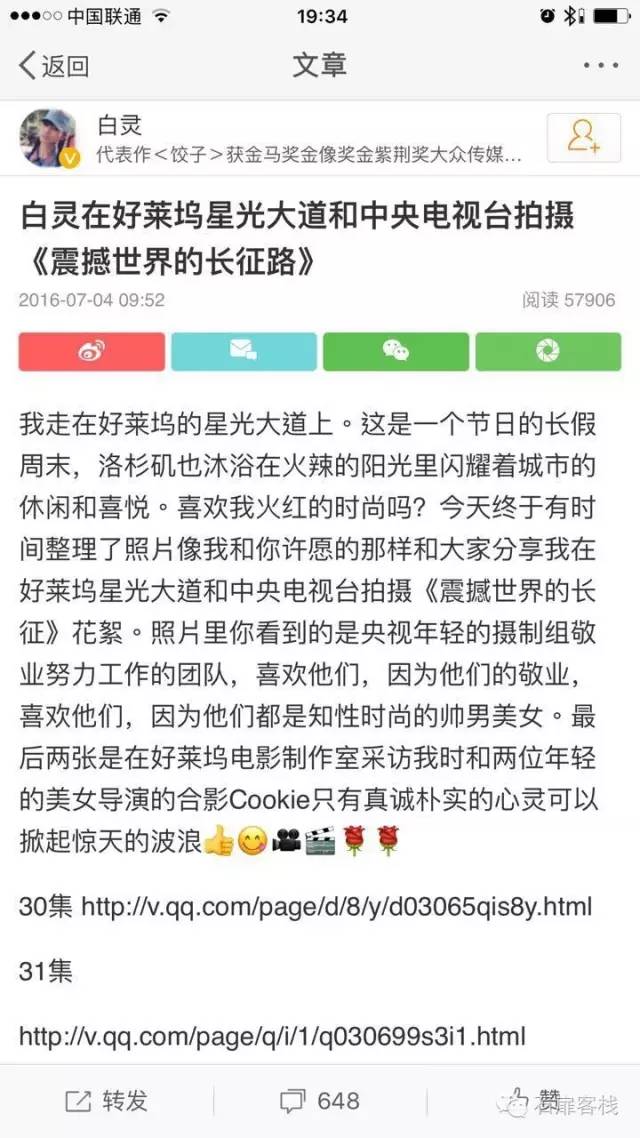 中国联通 19:34
返回 文章
白灵
代表作＜饺子＞获金马奖金像奖金紫荆奖大众传媒…
白灵在好莱坞星光大道和中央电视台拍摄
《震撼世界的长征路》
2016-07-04 09:52 阅读 57906
我走在好莱坞的星光大道上。这是一个节日的长假
周末，洛杉矶也沐浴在火辣的阳光里闪耀着城市的
休闲和喜悦。喜欢我火红的时尚吗？今天终于有时
间整理了照片像我和你许愿的那样和大家分享我在
好莱坞星光大道和中央电视台拍摄《震撼世界的长
征》花絮。照片里你看到的是央视年轻的摄制组敬
业努力工作的团队，喜欢他们，因为他们的敬业，
喜欢他们，因为他们都是知性时尚的帅男美女。最
后两张是在好莱坞电影制作室采访我时和两位年轻
的美女导演的合影Cookie只有真诚朴实的心灵可以
掀起惊天的波浪👍😋🎥🎬🌹🌹
30集 http://v.qq.com/page/d/8/y/d03065qis8y.html
31集
http://v.qq.com/page/q/i/1/q030699s3i1.html
转发 648 赞
客栈